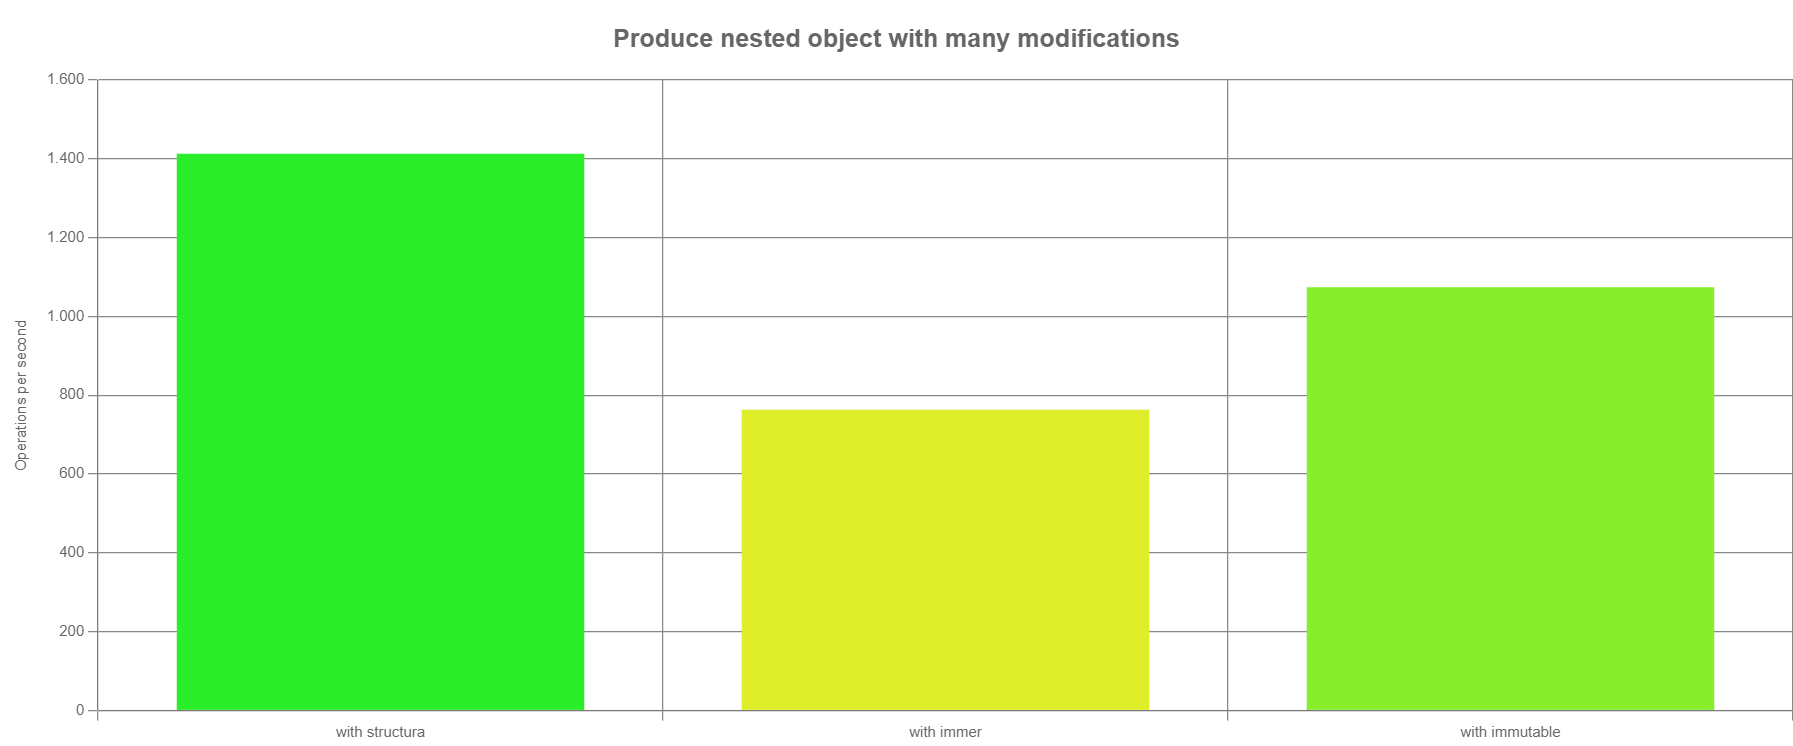 Produce nested object with many modifications
1.600
1.400
1.200
1.000
800
600
400
200
0
Operations per second
with structura
with immer
with immutable